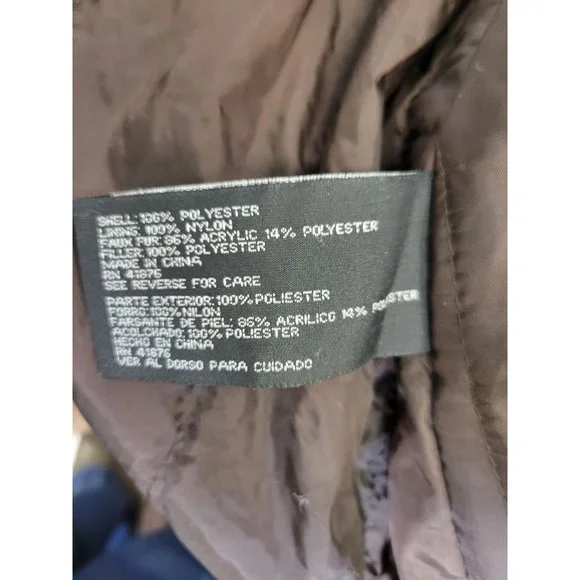 SHELL: 100% POLYESTER
LINING: 100% NYLON
FAUX FUR: 86% ACRYLIC 14% POLYESTER
FILLER: 100% POLYESTER
MADE IN CHINA
RN 41876
SEE REVERSE FOR CARE
PARTE EXTERIOR: 100% POLIESTER
FORRO: 100% NILON
FARSANTE DE PIEL: 86% ACRILICO 14% POLIESTER
ACOLCHADO: 100% POLIESTER
HECHO EN CHINA
RN 41876
VER AL DORSO PARA CUIDADO